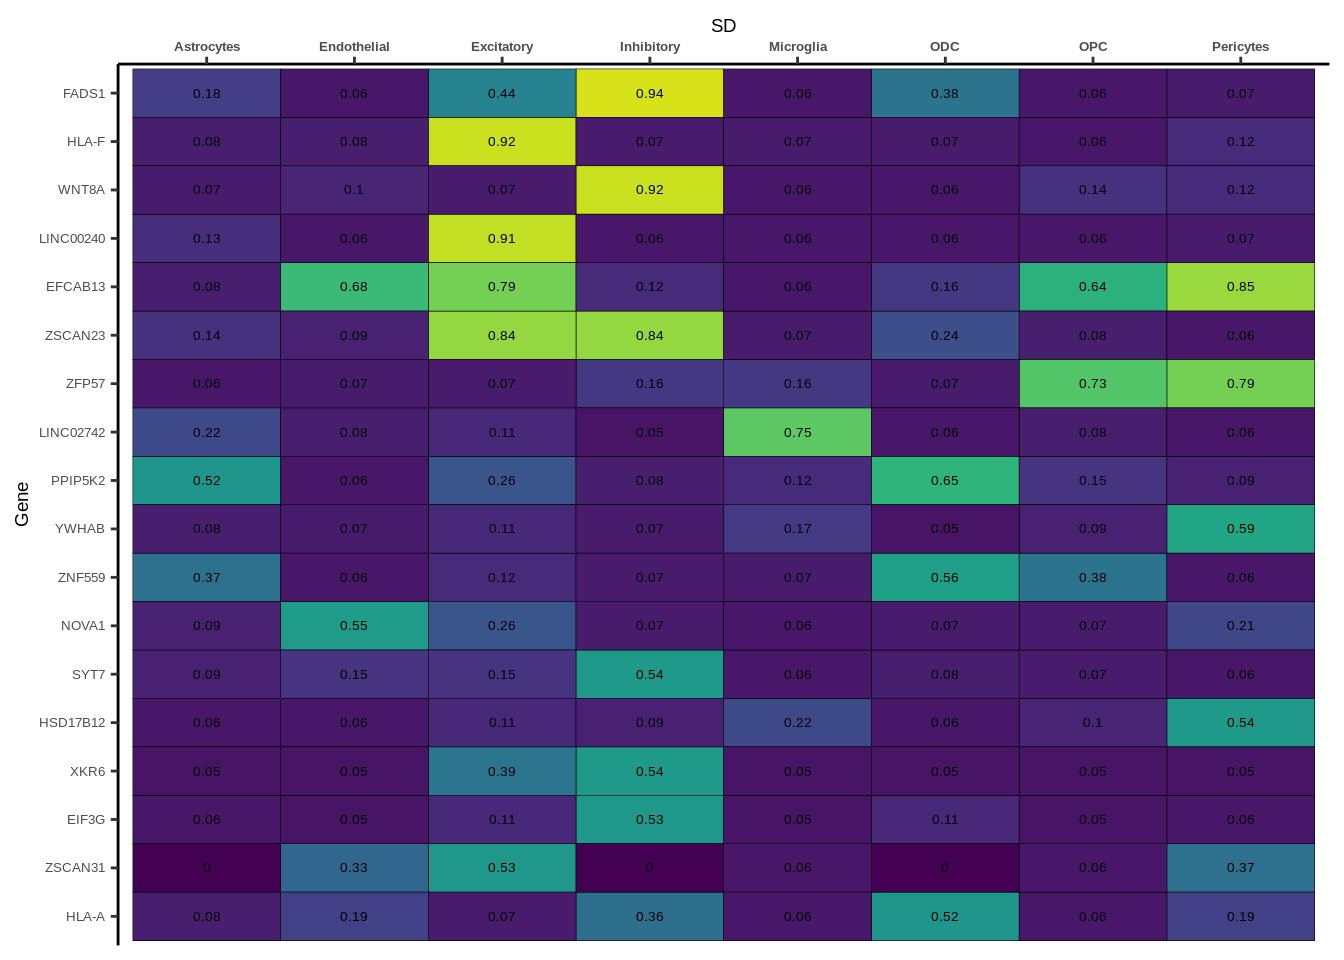 SD
Astrocytes Endothelial Excitatory Inhibitory Microglia ODC OPC Pericytes
FADS1 0.18 0.06 0.44 0.94 0.06 0.38 0.06 0.07
HLA-F 0.08 0.08 0.92 0.07 0.07 0.07 0.06 0.12
WNT8A 0.07 0.1 0.07 0.92 0.06 0.06 0.14 0.12
LINC00240 0.13 0.06 0.91 0.06 0.06 0.06 0.06 0.07
EFCAB13 0.08 0.68 0.79 0.12 0.06 0.16 0.64 0.85
ZSCAN23 0.14 0.09 0.84 0.84 0.07 0.24 0.08 0.06
ZFP57 0.06 0.07 0.07 0.16 0.16 0.07 0.73 0.79
LINC02742 0.22 0.08 0.11 0.05 0.75 0.06 0.08 0.06
PPIP5K2 0.52 0.06 0.26 0.08 0.12 0.65 0.15 0.09
Gene
YWHAB 0.08 0.07 0.11 0.07 0.17 0.05 0.09 0.59
ZNF559 0.37 0.06 0.12 0.07 0.07 0.56 0.38 0.06
NOVA1 0.09 0.55 0.26 0.07 0.06 0.07 0.07 0.21
SYT7 0.09 0.15 0.15 0.54 0.06 0.08 0.07 0.06
HSD17B12 0.06 0.06 0.11 0.09 0.22 0.06 0.1 0.54
XKR6 0.05 0.05 0.39 0.54 0.05 0.05 0.05 0.05
EIF3G 0.06 0.05 0.11 0.53 0.05 0.11 0.05 0.06
ZSCAN31 0 0.33 0.53 0 0.06 0 0.06 0.37
HLA-A 0.08 0.19 0.07 0.36 0.06 0.52 0.06 0.19